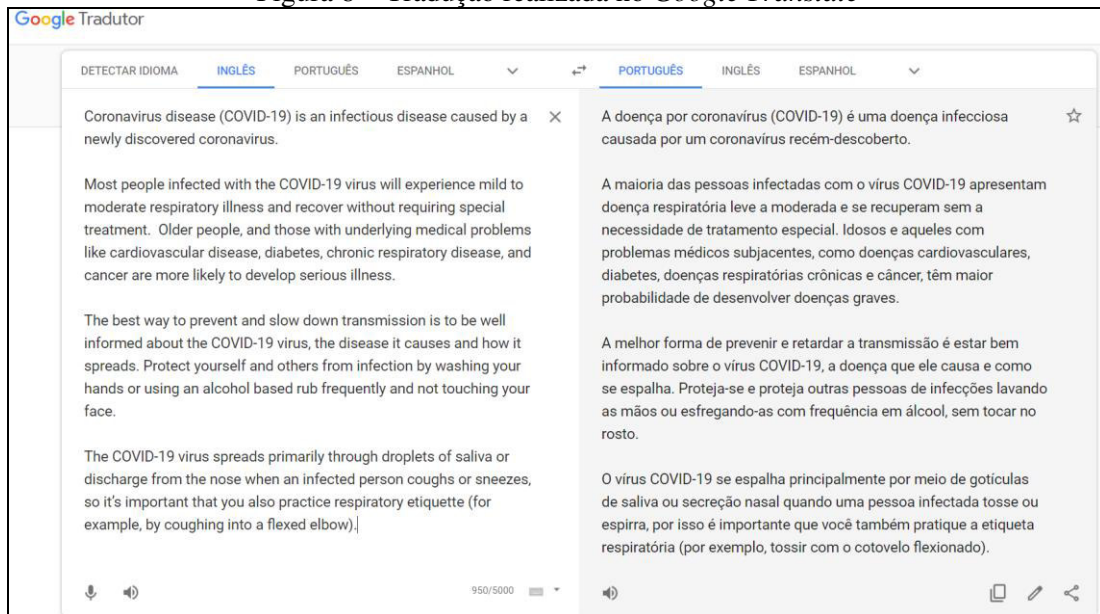 Google Tradutor
DETECTAR IDIOMA INGLÊS PORTUGUÊS ESPANHOL
PORTUGUÊS INGLÊS ESPANHOL
Coronavirus disease (COVID-19) is an infectious disease caused by a
newly discovered coronavirus.
Most people infected with the COVID-19 virus will experience mild to
moderate respiratory illness and recover without requiring special
treatment. Older people, and those with underlying medical problems
like cardiovascular disease, diabetes, chronic respiratory disease, and
cancer are more likely to develop serious illness.
The best way to prevent and slow down transmission is to be well
informed about the COVID-19 virus, the disease it causes and how it
spreads. Protect yourself and others from infection by washing your
hands or using an alcohol based rub frequently and not touching your
face.
The COVID-19 virus spreads primarily through droplets of saliva or
discharge from the nose when an infected person coughs or sneezes,
so it's important that you also practice respiratory etiquette (for
example, by coughing into a flexed elbow).
950/5000
A doença por coronavírus (COVID-19) é uma doença infecciosa
causada por um coronavírus recém-descoberto.
A maioria das pessoas infectadas com o vírus COVID-19 apresentam
doença respiratória leve a moderada e se recuperam sem a
necessidade de tratamento especial. Idosos e aqueles com
problemas médicos subjacentes, como doenças cardiovasculares,
diabetes, doenças respiratórias crônicas e câncer, têm maior
probabilidade de desenvolver doenças graves.
A melhor forma de prevenir e retardar a transmissão é estar bem
informado sobre o vírus COVID-19, a doença que ele causa e como
se espalha. Proteja-se e proteja outras pessoas de infecções lavando
as mãos ou esfregando-as com frequência em álcool, sem tocar no
rosto.
O vírus COVID-19 se espalha principalmente por meio de gotículas
de saliva ou secreção nasal quando uma pessoa infectada tosse ou
espirra, por isso é importante que você também pratique a etiqueta
respiratória (por exemplo, tossir com o cotovelo flexionado).